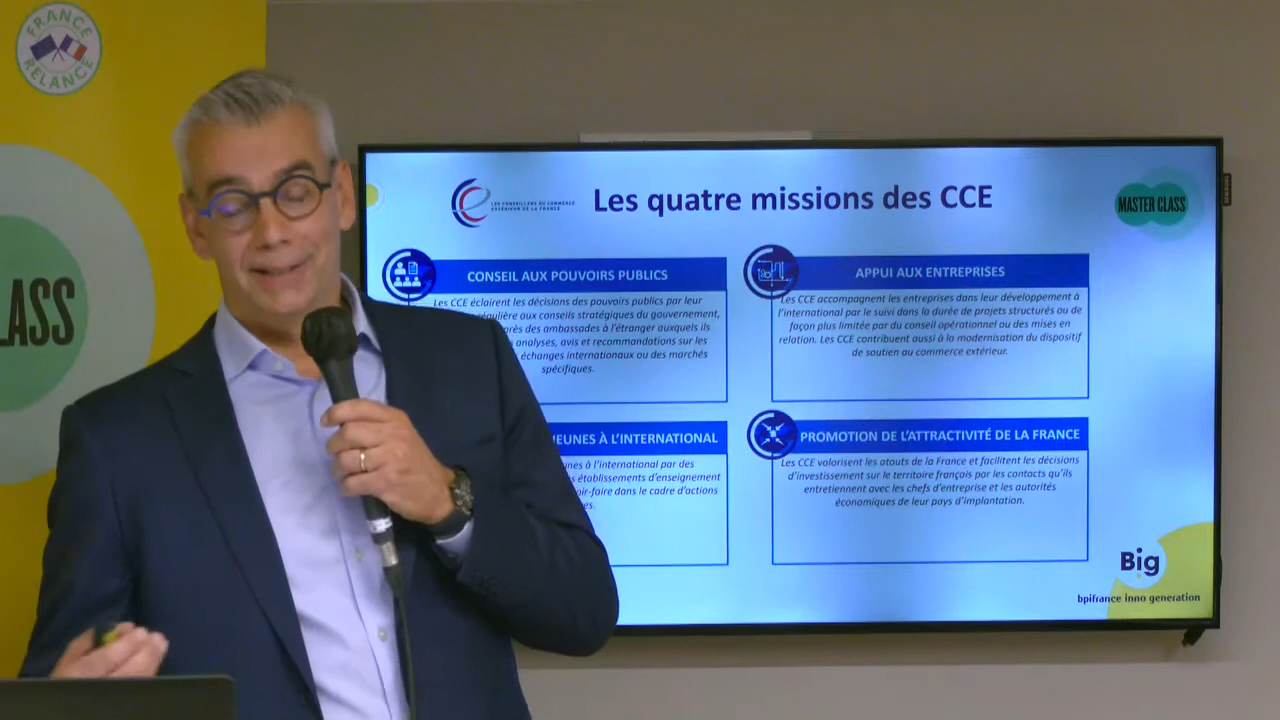 FRANCE
RELANCE
LASS
LES CONSEILLERS DU COMMERCE
EXTÉRIEUR DE LA FRANCE
Les quatre missions des CCE
MASTER CLASS
CONSEIL AUX POUVOIRS PUBLICS
Les CCE éclairent les décisions des pouvoirs publics par leur
régulière aux conseils stratégiques du gouvernement,
près des ambassades à l'étranger auxquels ils
analyses, avis et recommandations sur les
échanges internationaux ou des marchés
spécifiques.
APPUI AUX ENTREPRISES
Les CCE accompagnent les entreprises dans leur développement à
l'international par le suivi dans la durée de projets structurés ou de
façon plus limitée par du conseil opérationnel ou des mises en
relation. Les CCE contribuent aussi à la modernisation du dispositif
de soutien au commerce extérieur.
JEUNES À L'INTERNATIONAL
unes à l'international par des
s établissements d'enseignement
oir-faire dans le cadre d'actions
es.
PROMOTION DE L'ATTRACTIVITÉ DE LA FRANCE
Les CCE valorisent les atouts de la France et facilitent les décisions
d'investissement sur le territoire français par les contacts qu'ils
entretiennent avec les chefs d'entreprise et les autorités
économiques de leur pays d'implantation.
Big
bpifrance inno generation